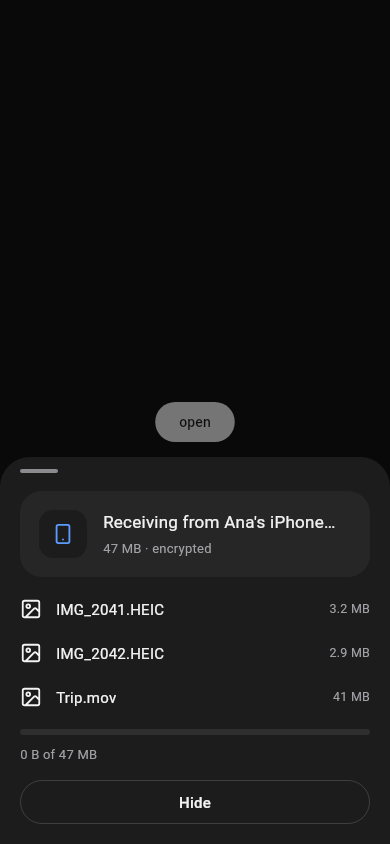 open
Receiving from Ana's iPhone…
47 MB · encrypted
IMG_2041.HEIC 3.2 MB
IMG_2042.HEIC 2.9 MB
Trip.mov 41 MB
0 B of 47 MB
Hide